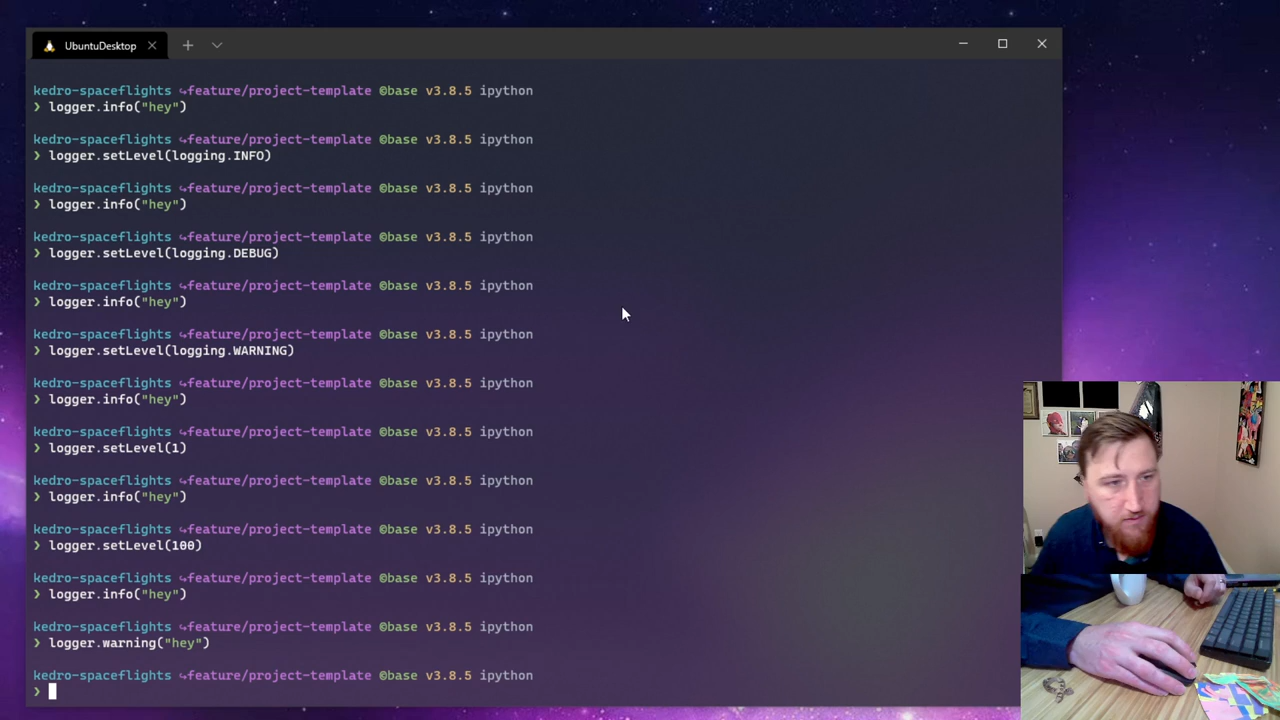 UbuntuDesktop
kedro-spaceflights ↪feature/project-template ©base v3.8.5 ipython
❯ logger.info("hey")
kedro-spaceflights ↪feature/project-template ©base v3.8.5 ipython
❯ logger.setLevel(logging.INFO)
kedro-spaceflights ↪feature/project-template ©base v3.8.5 ipython
❯ logger.info("hey")
kedro-spaceflights ↪feature/project-template ©base v3.8.5 ipython
❯ logger.setLevel(logging.DEBUG)
kedro-spaceflights ↪feature/project-template ©base v3.8.5 ipython
❯ logger.info("hey")
kedro-spaceflights ↪feature/project-template ©base v3.8.5 ipython
❯ logger.setLevel(logging.WARNING)
kedro-spaceflights ↪feature/project-template ©base v3.8.5 ipython
❯ logger.info("hey")
kedro-spaceflights ↪feature/project-template ©base v3.8.5 ipython
❯ logger.setLevel(1)
kedro-spaceflights ↪feature/project-template ©base v3.8.5 ipython
❯ logger.info("hey")
kedro-spaceflights ↪feature/project-template ©base v3.8.5 ipython
❯ logger.setLevel(100)
kedro-spaceflights ↪feature/project-template ©base v3.8.5 ipython
❯ logger.info("hey")
kedro-spaceflights ↪feature/project-template ©base v3.8.5 ipython
❯ logger.warning("hey")
kedro-spaceflights ↪feature/project-template ©base v3.8.5 ipython
❯